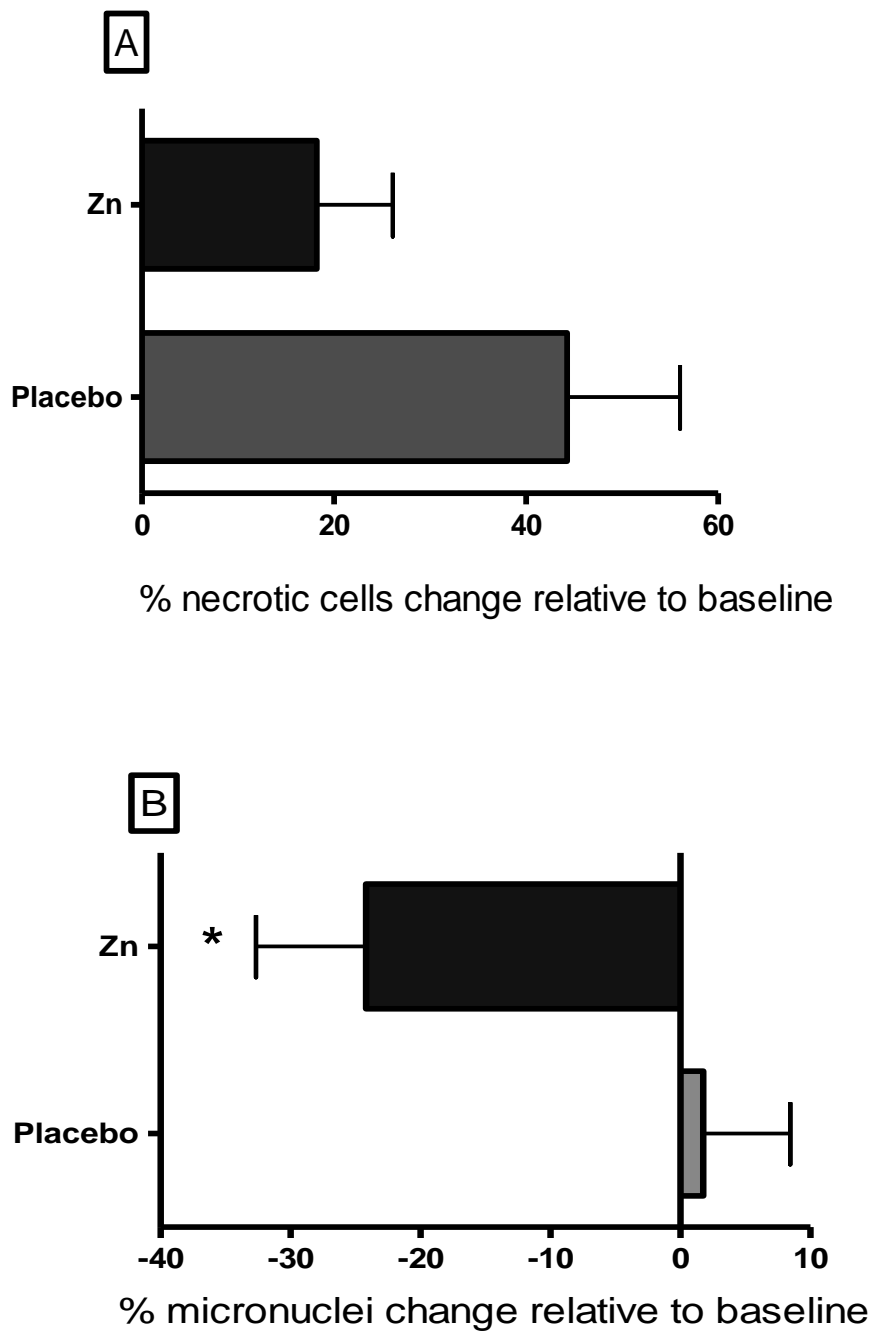 A
Zn
Placebo
0 20 40 60
% necrotic cells change relative to baseline
B
* Zn
Placebo
-40 -30 -20 -10 0 10
% micronuclei change relative to baseline